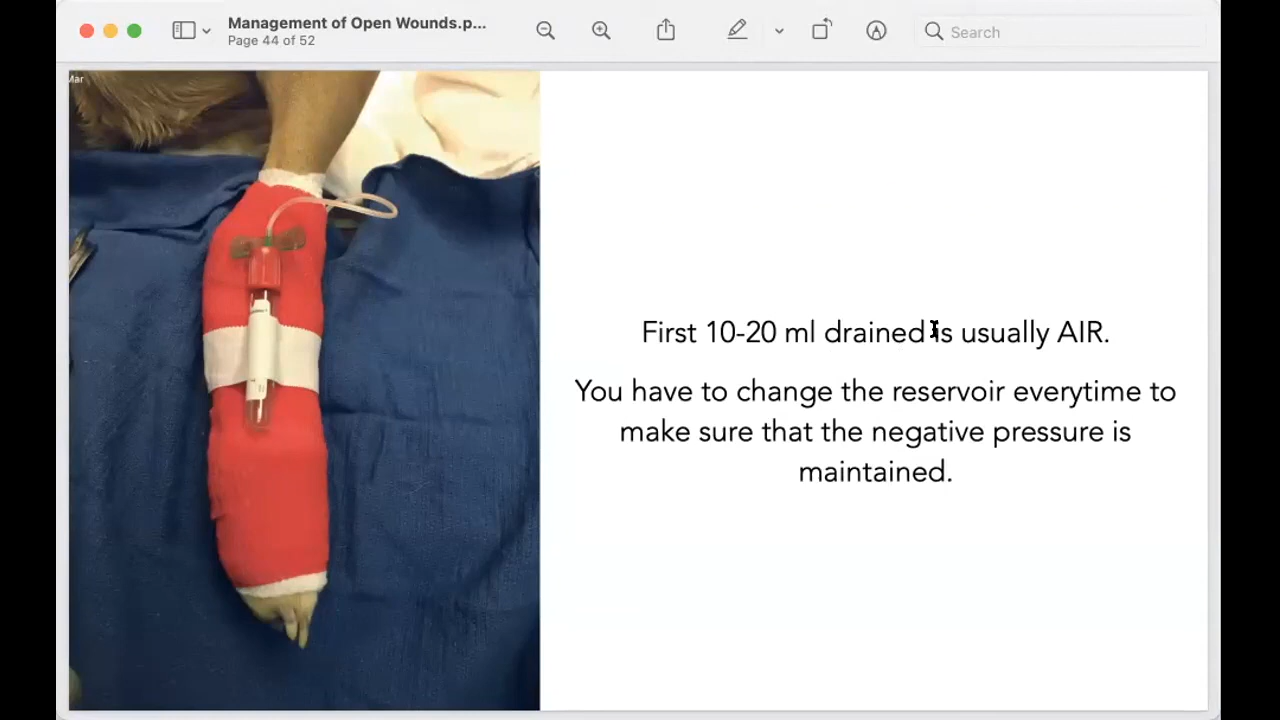 Management of Open Wounds.p...
Page 44 of 52
Search
Mar
First 10-20 ml drained is usually AIR.
You have to change the reservoir everytime to
make sure that the negative pressure is
maintained.